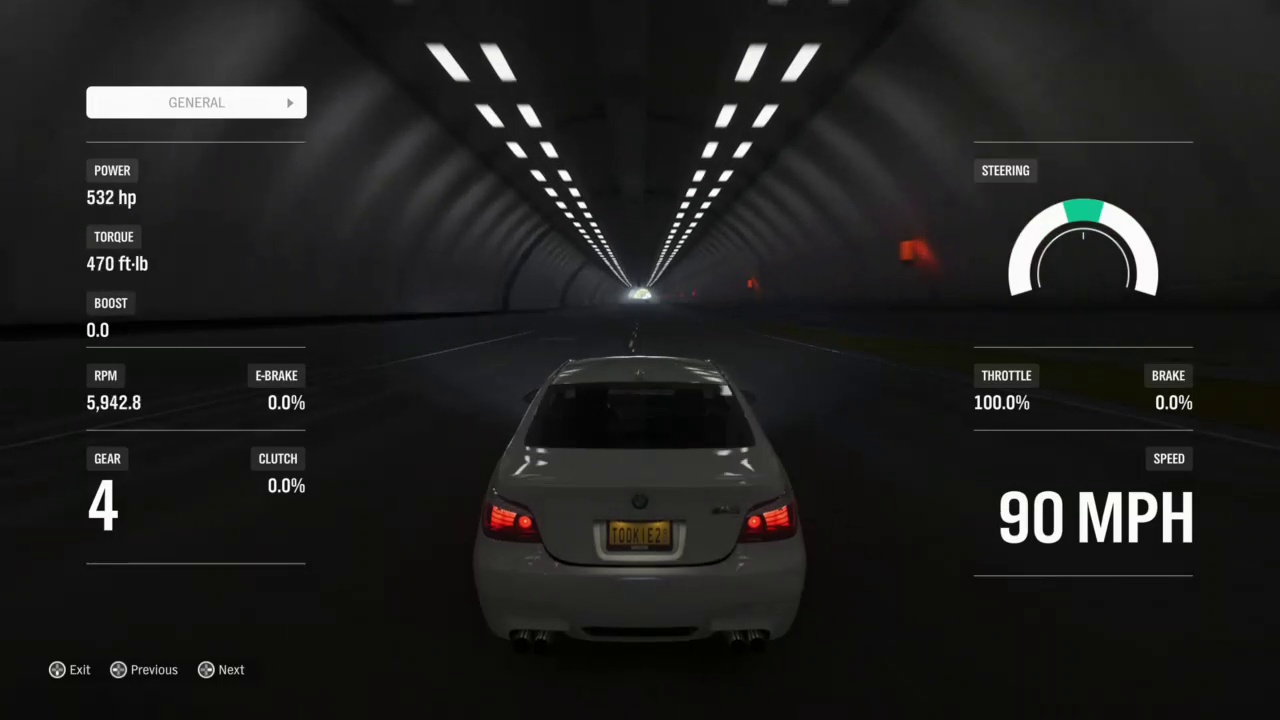 GENERAL
POWER
532 hp
TORQUE
470 ft·lb
BOOST
0.0
RPM
E-BRAKE
5,942.8
0.0%
GEAR
CLUTCH
4
0.0%
STEERING
THROTTLE
BRAKE
100.0%
0.0%
SPEED
90 MPH
TOOKIE2
Exit
Previous
Next